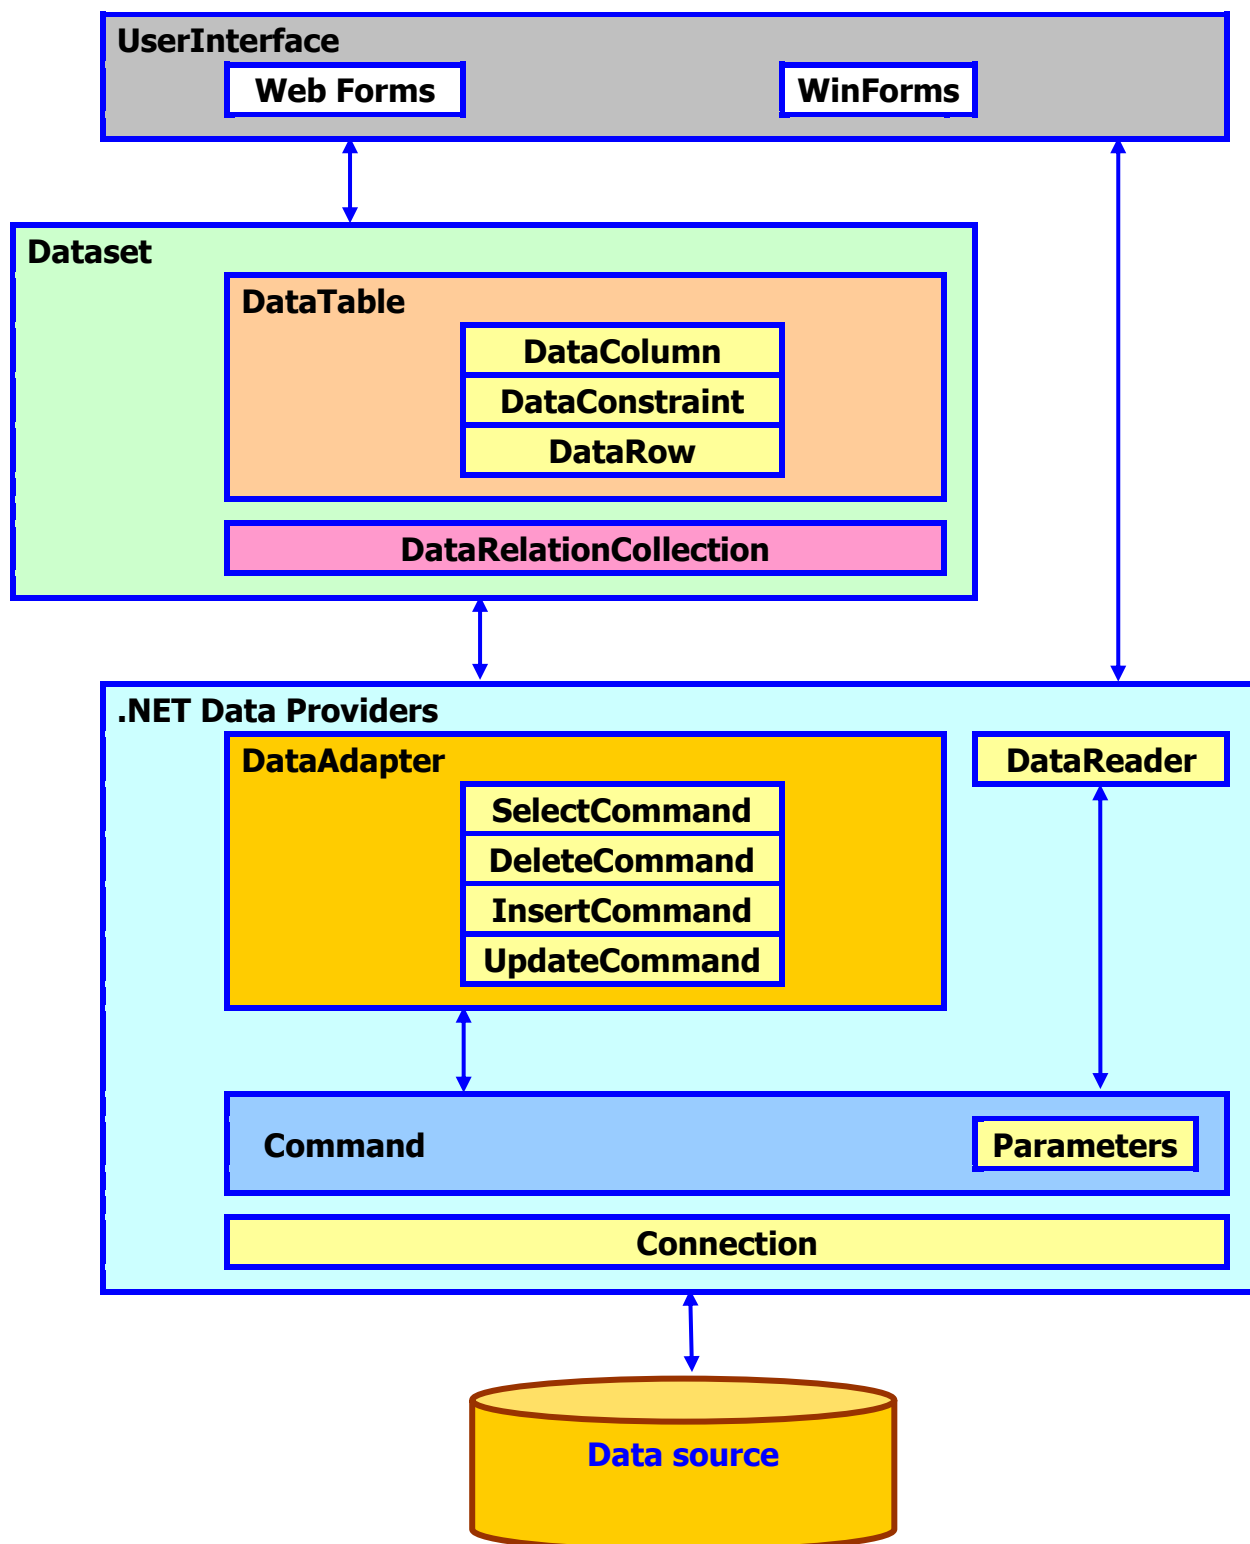 UserInterface
Web Forms
WinForms
Dataset
DataTable
DataColumn
DataConstraint
DataRow
DataRelationCollection
.NET Data Providers
DataAdapter
DataReader
SelectCommand
DeleteCommand
InsertCommand
UpdateCommand
Command
Parameters
Connection
Data source